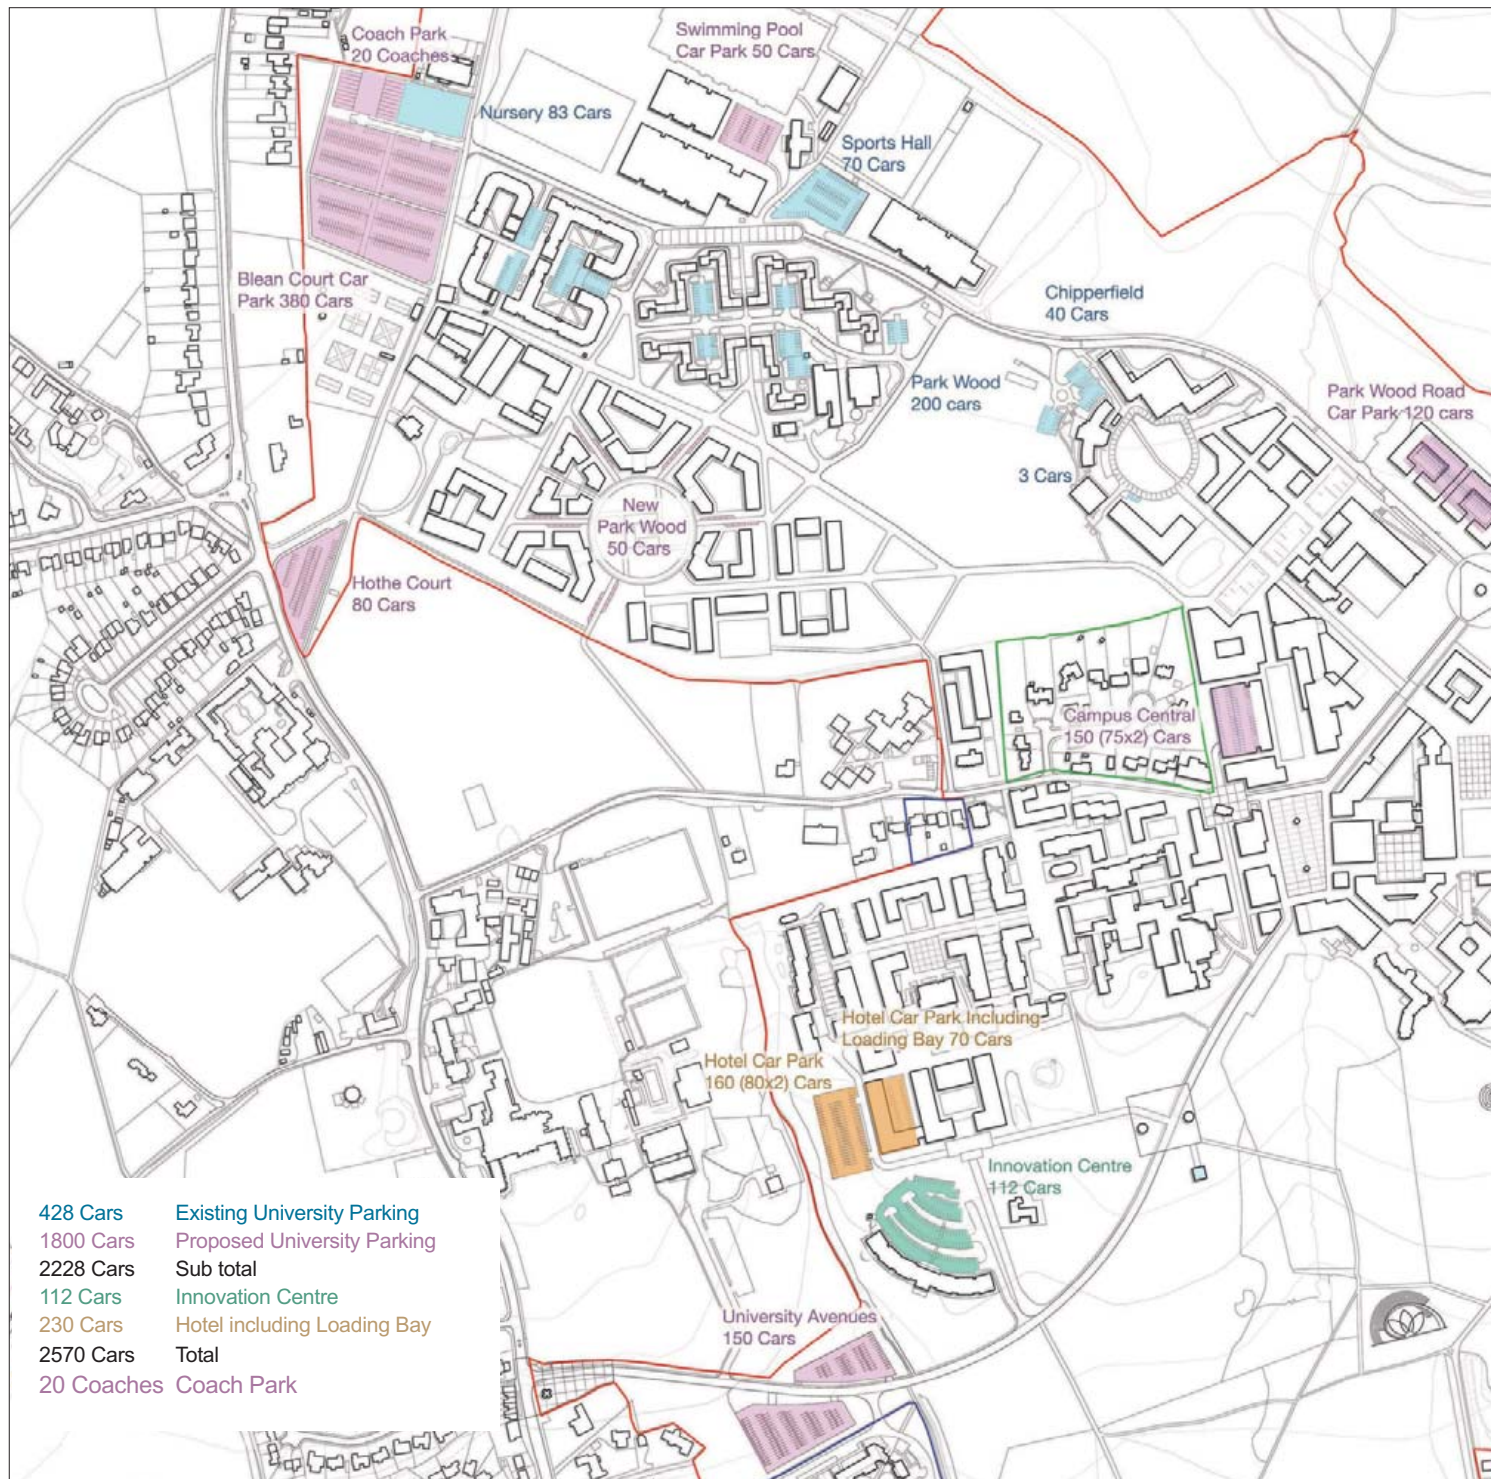 Coach Park
20 Coaches
Swimming Pool
Car Park 50 Cars
Nursery 83 Cars
Sports Hall
70 Cars
Blean Court Car
Park 380 Cars
Chipperfield
40 Cars
Park Wood
200 cars
Park Wood Road
Car Park 120 cars
3 Cars
New
Park Wood
50 Cars
Hothe Court
80 Cars
Campus Central
150 (75x2) Cars
Hotel Car Park Including
Loading Bay 70 Cars
Hotel Car Park
160 (80x2) Cars
Innovation Centre
112 Cars
University Avenues
150 Cars
428 Cars Existing University Parking
1800 Cars Proposed University Parking
2228 Cars Sub total
112 Cars Innovation Centre
230 Cars Hotel including Loading Bay
2570 Cars Total
20 Coaches Coach Park